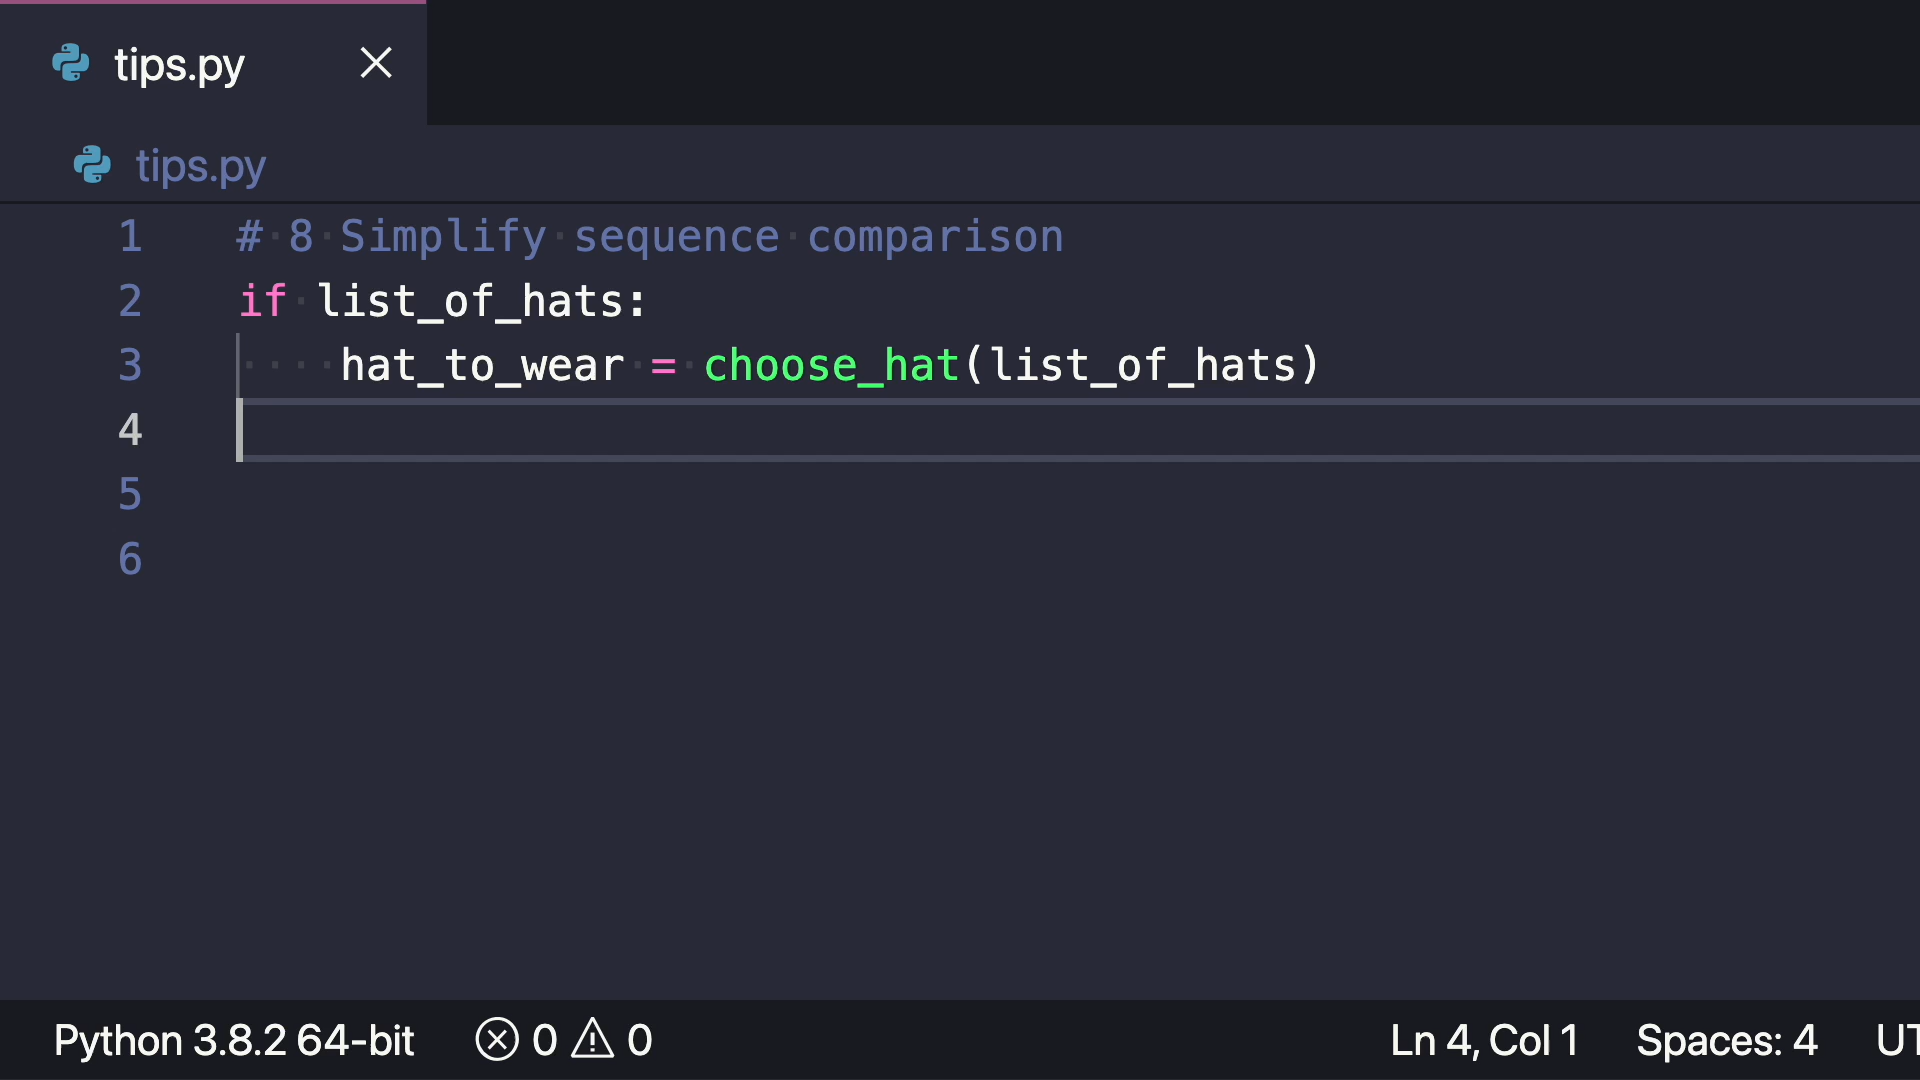 tips.py
tips.py
1 # 8 Simplify sequence comparison
2 if list_of_hats:
3     hat_to_wear = choose_hat(list_of_hats)
4
5
6
Python 3.8.2 64-bit 0 0 Ln 4, Col 1 Spaces: 4 UT